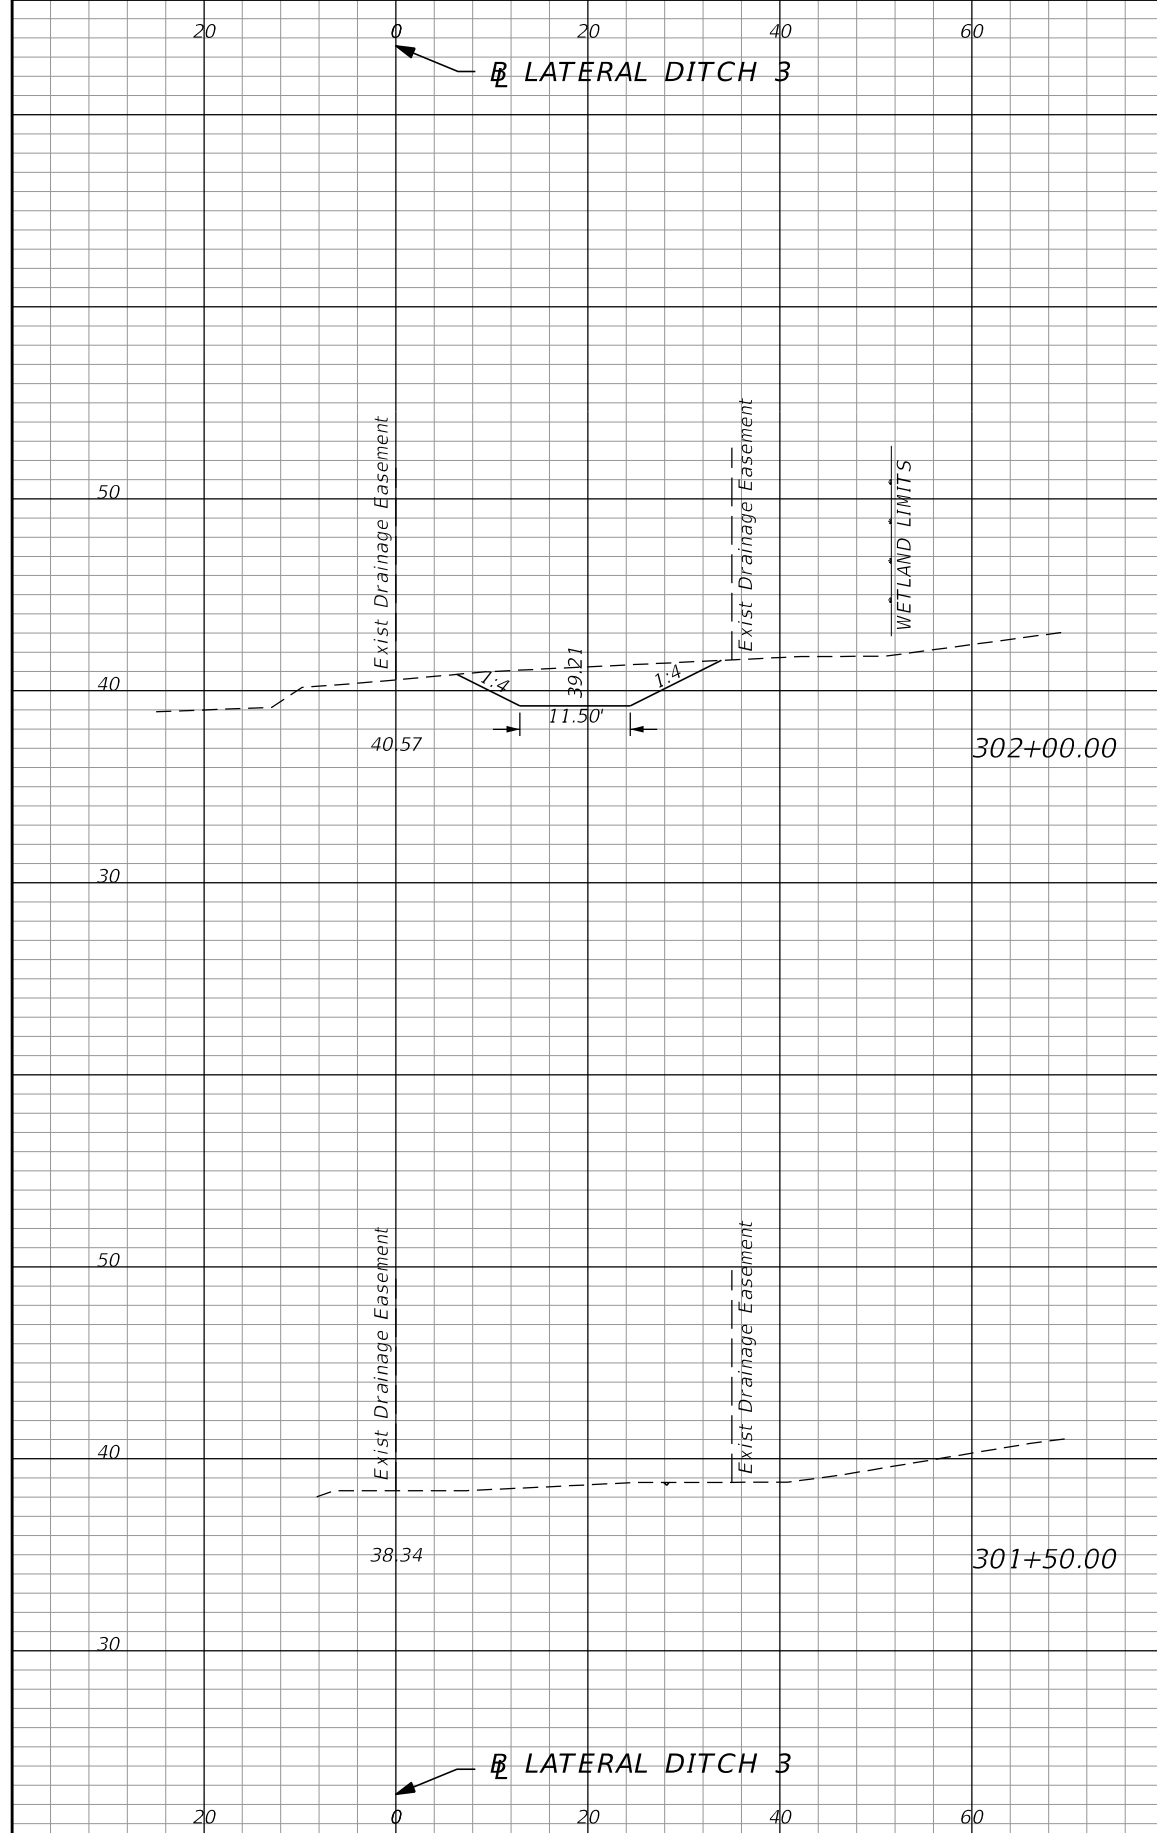 20 0 20 40 60
BL LATERAL DITCH 3
Exist Drainage Easement
Exist Drainage Easement
WETLAND LIMITS
50
40
1:4
39.21
1:4
11.50'
40.57
302+00.00
30
Exist Drainage Easement
Exist Drainage Easement
50
40
38.34
301+50.00
30
BL LATERAL DITCH 3
20 0 20 40 60